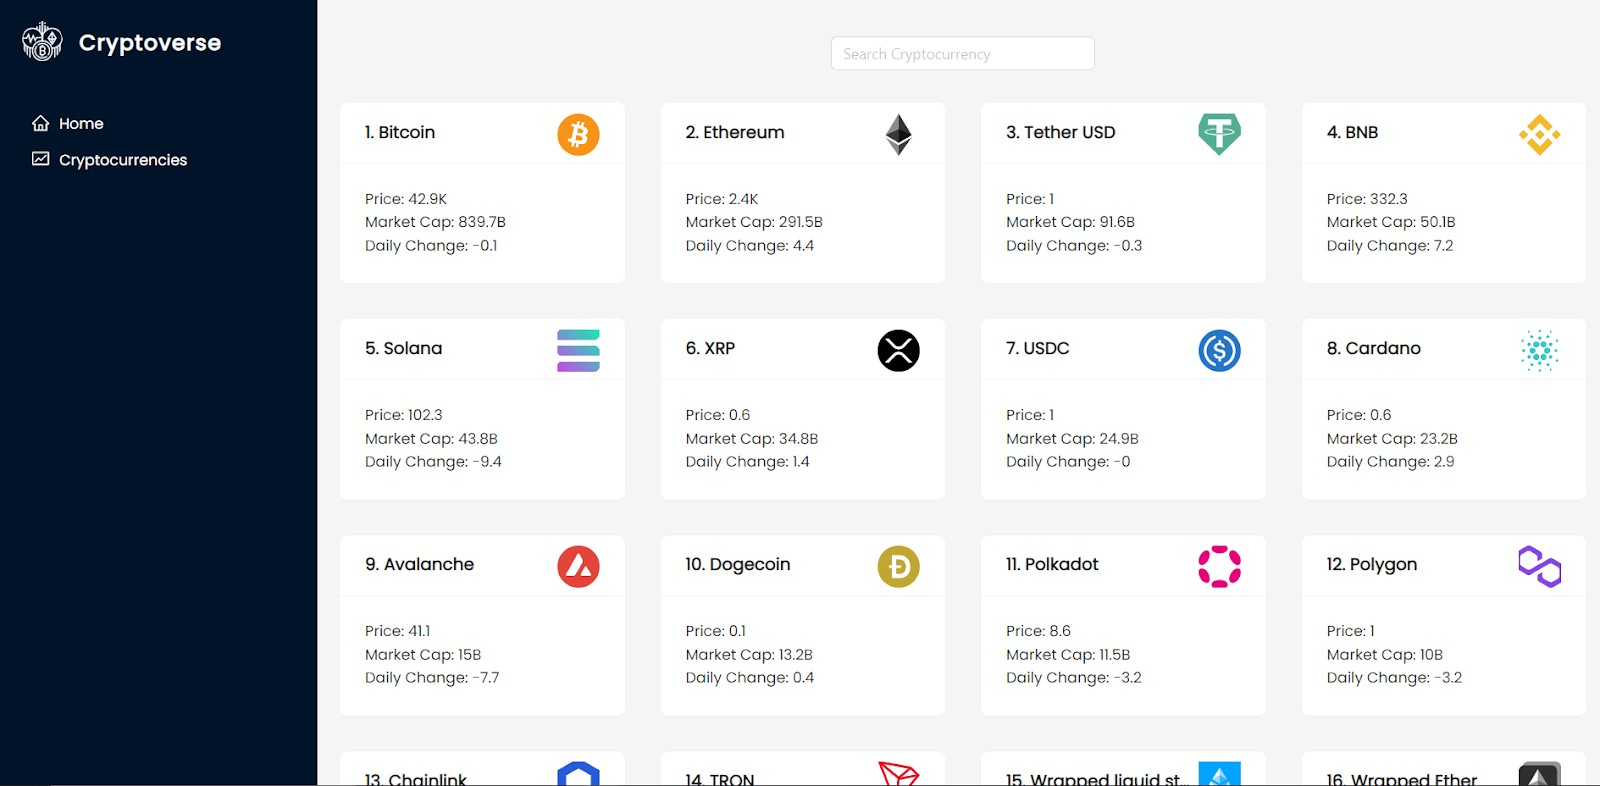 Cryptoverse
Home
Cryptocurrencies
Search Cryptocurrency
1. Bitcoin
Price: 42.9K
Market Cap: 839.7B
Daily Change: -0.1
2. Ethereum
Price: 2.4K
Market Cap: 291.5B
Daily Change: 4.4
3. Tether USD
Price: 1
Market Cap: 91.6B
Daily Change: -0.3
4. BNB
Price: 332.3
Market Cap: 50.1B
Daily Change: 7.2
5. Solana
Price: 102.3
Market Cap: 43.8B
Daily Change: -9.4
6. XRP
Price: 0.6
Market Cap: 34.8B
Daily Change: 1.4
7. USDC
Price: 1
Market Cap: 24.9B
Daily Change: -0
8. Cardano
Price: 0.6
Market Cap: 23.2B
Daily Change: 2.9
9. Avalanche
Price: 41.1
Market Cap: 15B
Daily Change: -7.7
10. Dogecoin
Price: 0.1
Market Cap: 13.2B
Daily Change: 0.4
11. Polkadot
Price: 8.6
Market Cap: 11.5B
Daily Change: -3.2
12. Polygon
Price: 1
Market Cap: 10B
Daily Change: -3.2
13. Chainlink
14. TRON
15. Wrapped liquid st...
16. Wrapped Ether